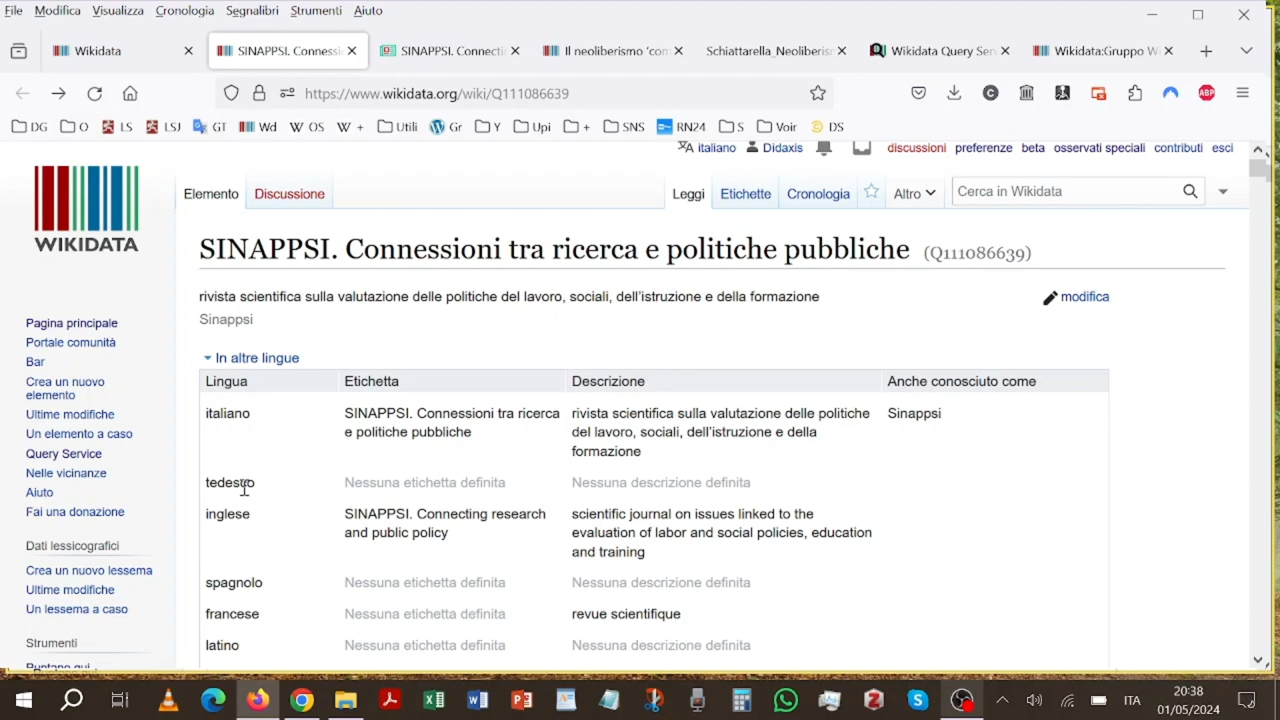 File Modifica Visualizza Cronologia Segnalibri Strumenti Aiuto
Wikidata SINAPPSI. Connessi SINAPPSI. Connecti Il neoliberismo 'com Schiattarella_Neoliberism Wikidata Query Ser Wikidata:Gruppo W
https://www.wikidata.org/wiki/Q111086639
DG O LS LSJ GT Wd OS + Utili Gr Y Upi + SNS RN24 S Voir DS
italiano Didaxis discussioni preferenze beta osservati speciali contributi esci
WIKIDATA
Elemento Discussione Leggi Etichette Cronologia Altro Cerca in Wikidata
SINAPPSI. Connessioni tra ricerca e politiche pubbliche (Q111086639)
rivista scientifica sulla valutazione delle politiche del lavoro, sociali, dell'istruzione e della formazione
modifica
Sinappsi
In altre lingue
Lingua Etichetta Descrizione Anche conosciuto come
italiano SINAPPSI. Connessioni tra ricerca rivista scientifica sulla valutazione delle politiche Sinappsi
e politiche pubbliche del lavoro, sociali, dell'istruzione e della
formazione
tedesco Nessuna etichetta definita Nessuna descrizione definita
inglese SINAPPSI. Connecting research scientific journal on issues linked to the
and public policy evaluation of labor and social policies, education
and training
spagnolo Nessuna etichetta definita Nessuna descrizione definita
francese Nessuna etichetta definita revue scientifique
latino Nessuna etichetta definita Nessuna descrizione definita
Pagina principale
Portale comunità
Bar
Crea un nuovo
elemento
Ultime modifiche
Un elemento a caso
Query Service
Nelle vicinanze
Aiuto
Fai una donazione
Dati lessicografici
Crea un nuovo lessema
Ultime modifiche
Un lessema a caso
Strumenti
Puntano qui
ITA
20:38
01/05/2024